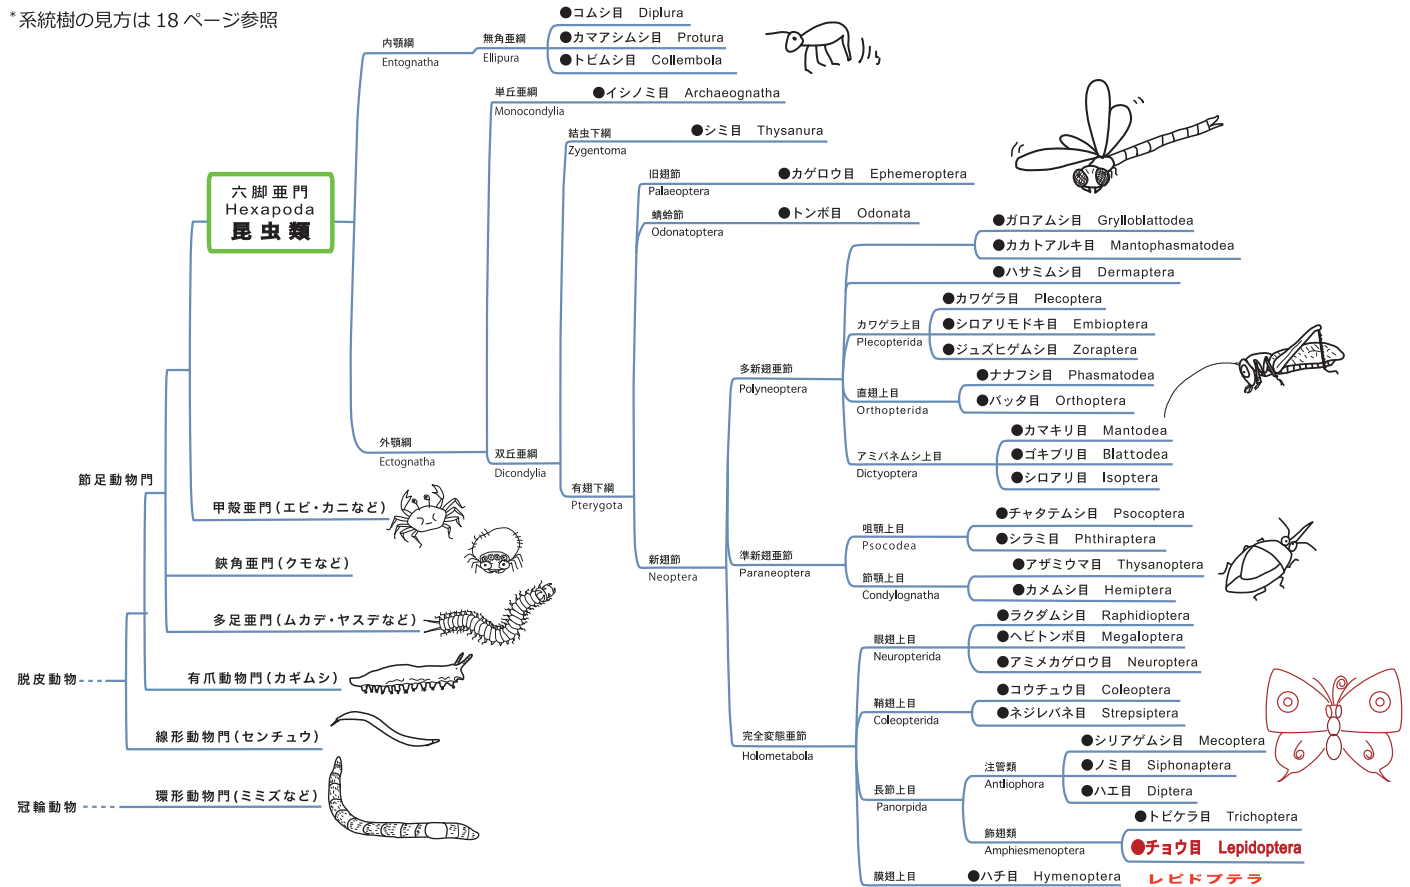 *系統樹の見方は 18 ページ参照
●コムシ目 Diplura
内顎綱
Entognatha
無角亜綱
Ellipura
●カマアシムシ目 Protura
●トビムシ目 Collembola
単丘亜綱
Monocondylia
●イシノミ目 Archaeognatha
結虫下綱
Zygentoma
●シミ目 Thysanura
六脚亜門
Hexapoda
昆虫類
旧翅節
Palaeoptera
●カゲロウ目 Ephemeroptera
蜻蛉節
Odonatoptera
●トンボ目 Odonata
●ガロアムシ目 Grylloblattodea
●カカトアルキ目 Mantophasmatodea
●ハサミムシ目 Dermaptera
カワゲラ上目
Plecopterida
●カワゲラ目 Plecoptera
●シロアリモドキ目 Embioptera
●ジュズヒゲムシ目 Zoraptera
多新翅亜節
Polyneoptera
直翅上目
Orthopterida
●ナナフシ目 Phasmatodea
●バッタ目 Orthoptera
外顎綱
Ectognatha
双丘亜綱
Dicondylia
アミバネムシ上目
Dictyoptera
●カマキリ目 Mantodea
●ゴキブリ目 Blattodea
●シロアリ目 Isoptera
節足動物門
有翅下綱
Pterygota
甲殻亜門(エビ・カニなど)
咀顎上目
Psocodea
●チャタテムシ目 Psocoptera
●シラミ目 Phthiraptera
鋏角亜門(クモなど)
新翅節
Neoptera
準新翅亜節
Paraneoptera
節顎上目
Condylognatha
●アザミウマ目 Thysanoptera
●カメムシ目 Hemiptera
多足亜門(ムカデ・ヤスデなど)
眼翅上目
Neuropterida
●ラクダムシ目 Raphidioptera
●ヘビトンボ目 Megaloptera
●アミメカゲロウ目 Neuroptera
脱皮動物
有爪動物門(カギムシ)
鞘翅上目
Coleopterida
●コウチュウ目 Coleoptera
●ネジレバネ目 Strepsiptera
線形動物門(センチュウ)
完全変態亜節
Holometabola
注管類
Antliophora
●シリアゲムシ目 Mecoptera
●ノミ目 Siphonaptera
●ハエ目 Diptera
冠輪動物
環形動物門(ミミズなど)
長節上目
Panorpida
飾翅類
Amphiesmenoptera
●トビケラ目 Trichoptera
●チョウ目 Lepidoptera
膜翅上目
●ハチ目 Hymenoptera
レピドプテラ